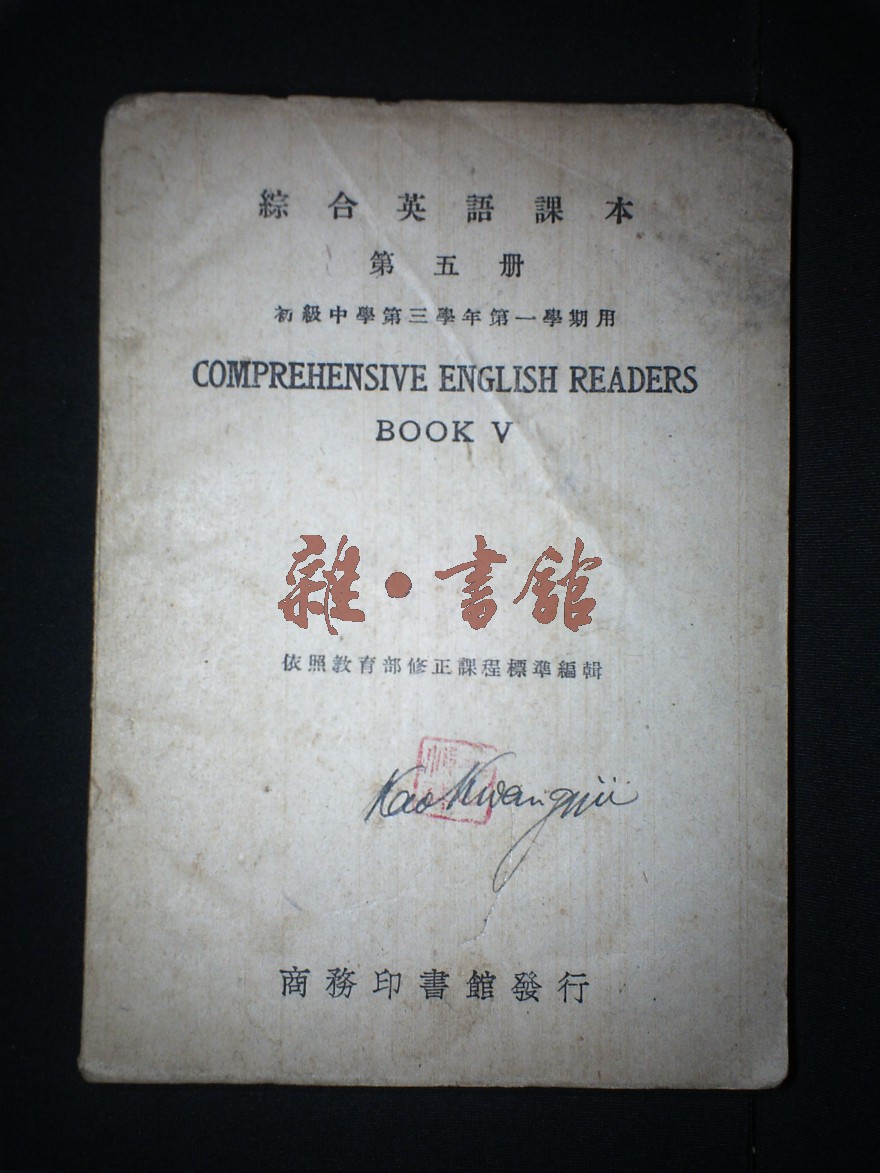 綜合英語課本
第五册
初級中學第三學年第一學期用
COMPREHENSIVE ENGLISH READERS
BOOK V
雜·書館
依照教育部修正課程標準編輯
Kao
商務印書館發行